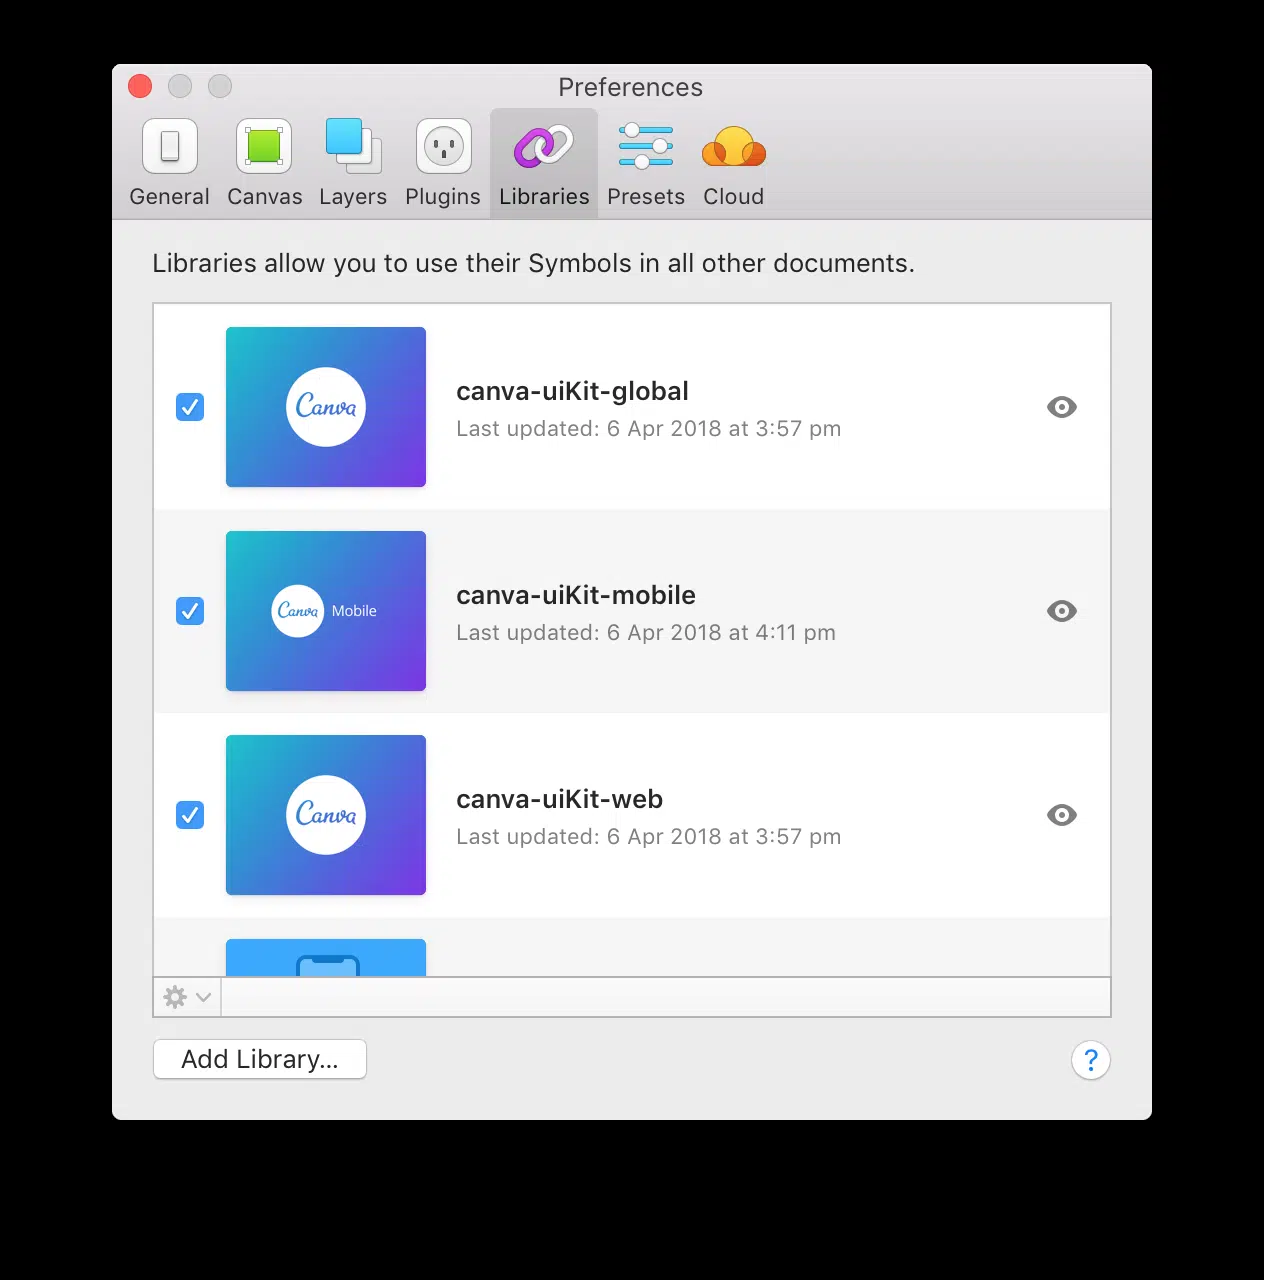 Preferences
General Canvas Layers Plugins Libraries Presets Cloud
Libraries allow you to use their Symbols in all other documents.
Canva
canva-uiKit-global
Last updated: 6 Apr 2018 at 3:57 pm
Canva Mobile
canva-uiKit-mobile
Last updated: 6 Apr 2018 at 4:11 pm
Canva
canva-uiKit-web
Last updated: 6 Apr 2018 at 3:57 pm
Add Library...
?